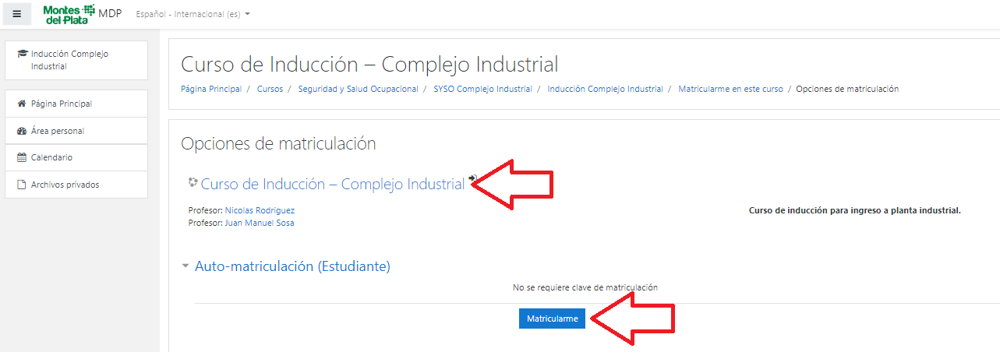 Montes del Plata MDP Español - Internacional (es)
Inducción Complejo
Industrial
Página Principal
Área personal
Calendario
Archivos privados
Curso de Inducción – Complejo Industrial
Página Principal / Cursos / Seguridad y Salud Ocupacional / SYSO Complejo Industrial / Inducción Complejo Industrial / Matricularme en este curso / Opciones de matriculación
Opciones de matriculación
Curso de Inducción – Complejo Industrial
Profesor: Nicolas Rodriguez
Profesor: Juan Manuel Sosa
Curso de inducción para ingreso a planta industrial.
Auto-matriculación (Estudiante)
No se requiere clave de matriculación
Matricularme